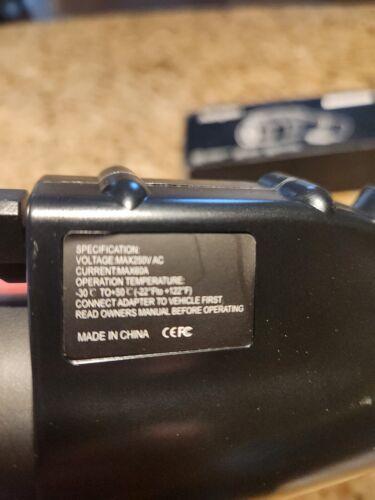 SPECIFICATION:
VOLTAGE:MAX250V AC
CURRENT:MAX60A
OPERATION TEMPERATURE:
-30℃ TO+50℃(-22°Fto +122°F)
CONNECT ADAPTER TO VEHICLE FIRST
READ OWNERS MANUAL BEFORE OPERATING
MADE IN CHINA CE FC